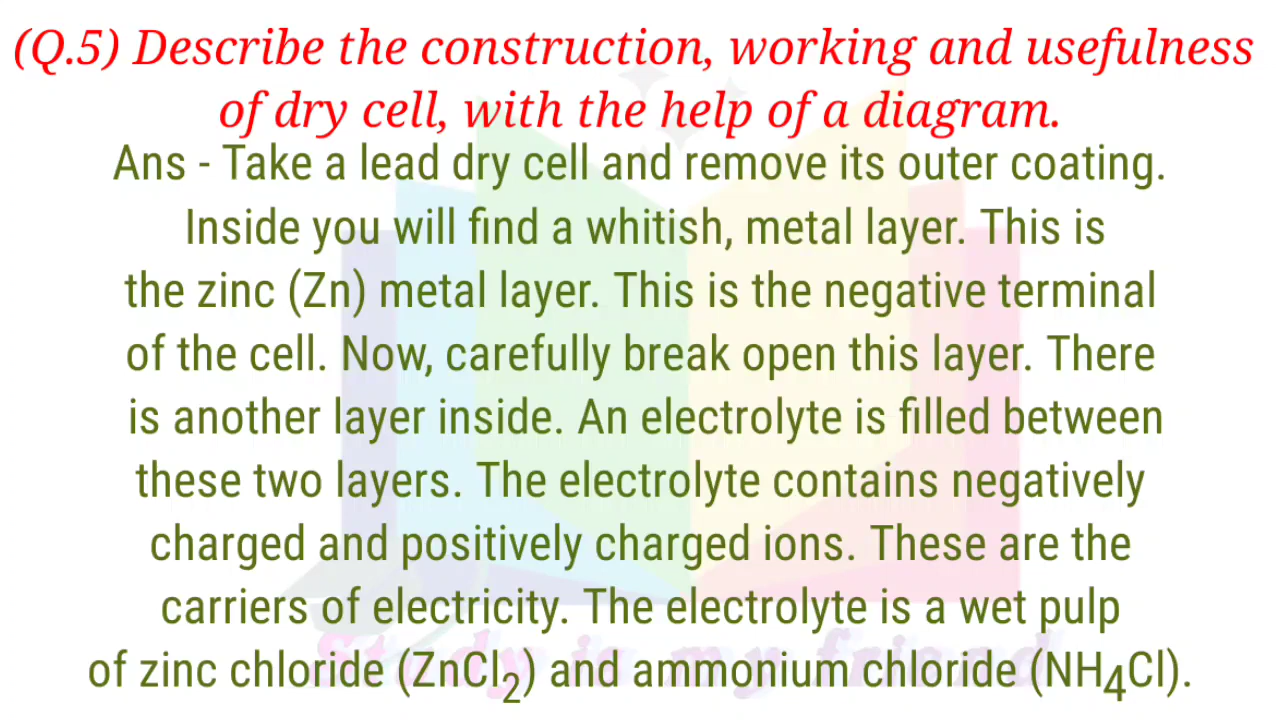 (Q.5) Describe the construction, working and usefulness
of dry cell, with the help of a diagram.
Ans - Take a lead dry cell and remove its outer coating.
Inside you will find a whitish, metal layer. This is
the zinc (Zn) metal layer. This is the negative terminal
of the cell. Now, carefully break open this layer. There
is another layer inside. An electrolyte is filled between
these two layers. The electrolyte contains negatively
charged and positively charged ions. These are the
carriers of electricity. The electrolyte is a wet pulp
of zinc chloride (ZnCl₂) and ammonium chloride (NH₄Cl).
Study is my friend